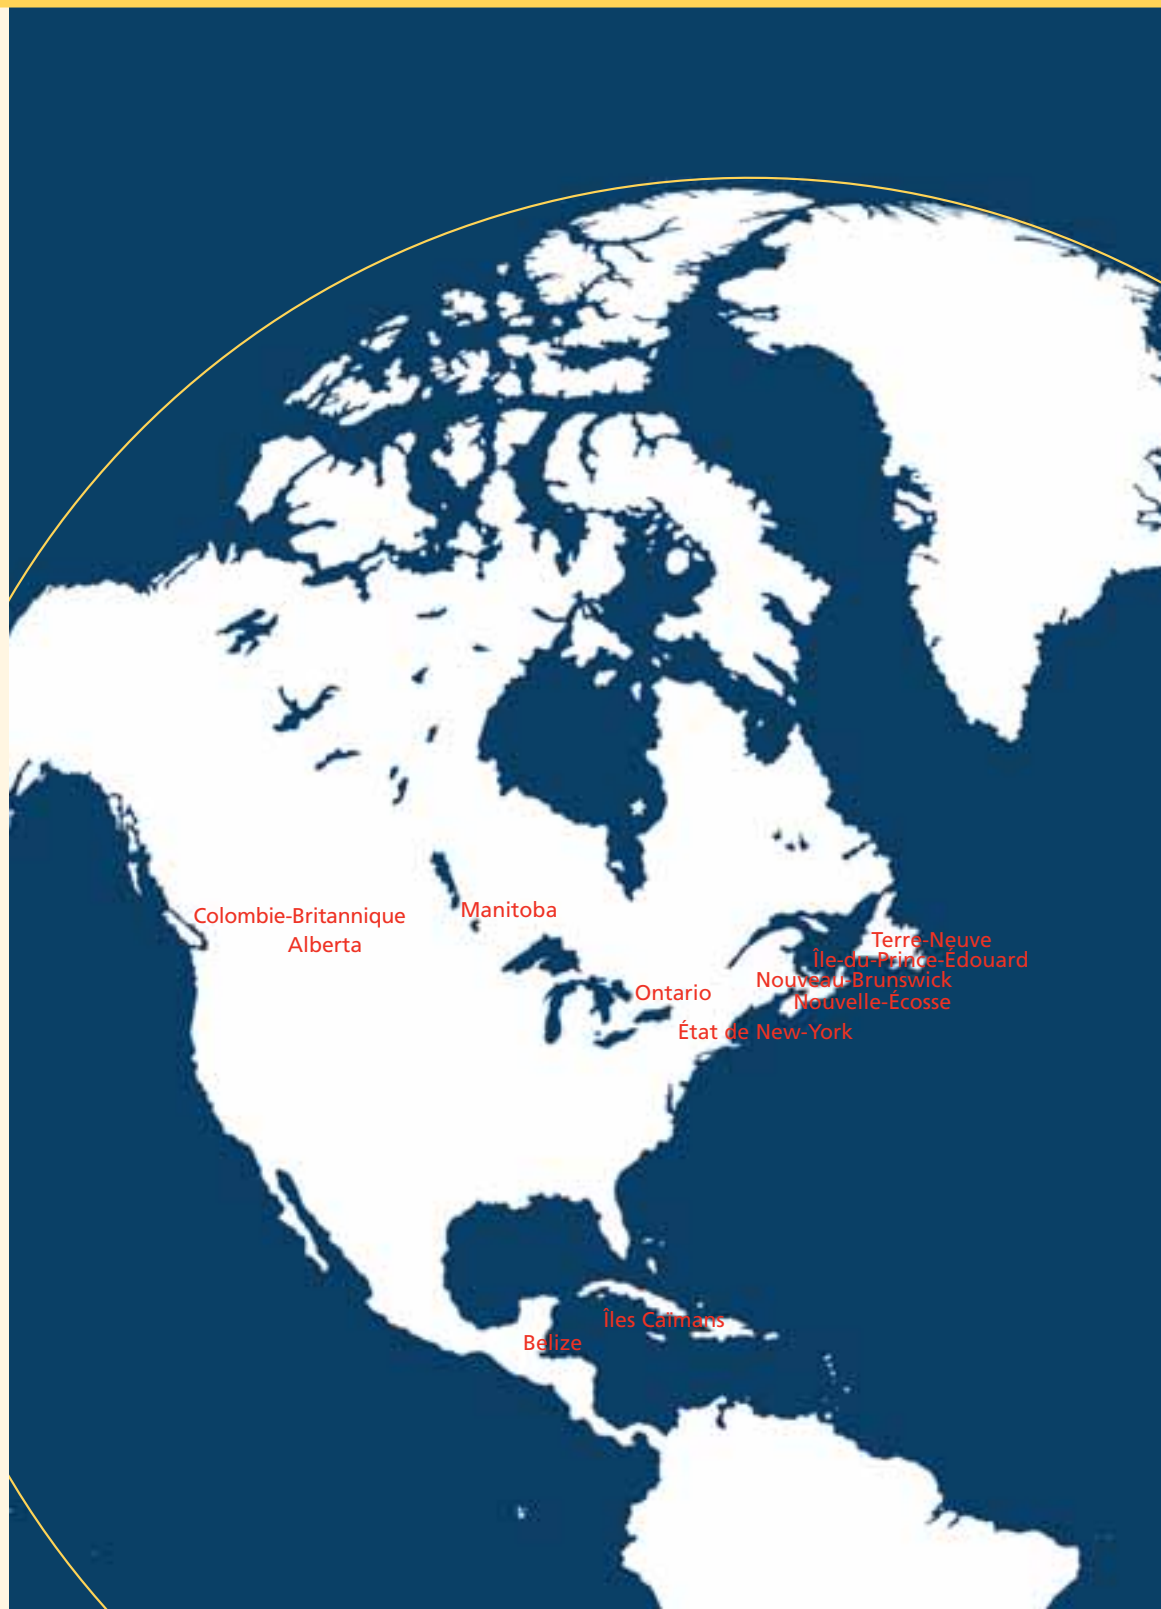 Colombie-Britannique
Manitoba
Alberta
Terre-Neuve
Île-du-Prince-Édouard
Nouveau-Brunswick
Ontario
Nouvelle-Écosse
État de New-York
Îles Caïmans
Belize